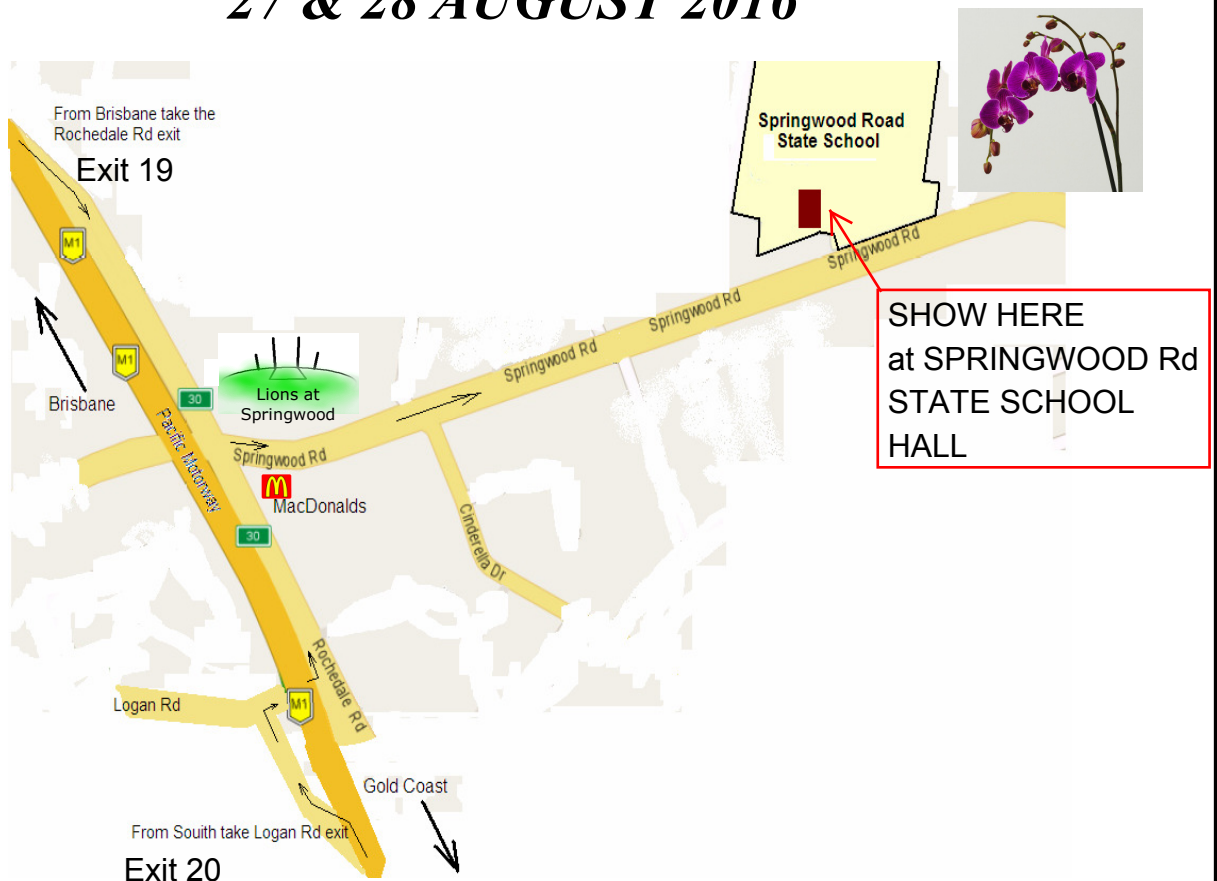 27 & 28 AUGUST 2016
From Brisbane take the
Rochedale Rd exit
Exit 19
Springwood Road
State School
M1
Springwood Rd
Springwood Rd
SHOW HERE
at SPRINGWOOD Rd
STATE SCHOOL
HALL
M1
Springwood Rd
Brisbane
30
Lions at
Springwood
Pacific Motorway
Springwood Rd
MacDonalds
30
Cinderella Dr
Rochedale Rd
Logan Rd
M1
Gold Coast
From Souith take Logan Rd exit
Exit 20